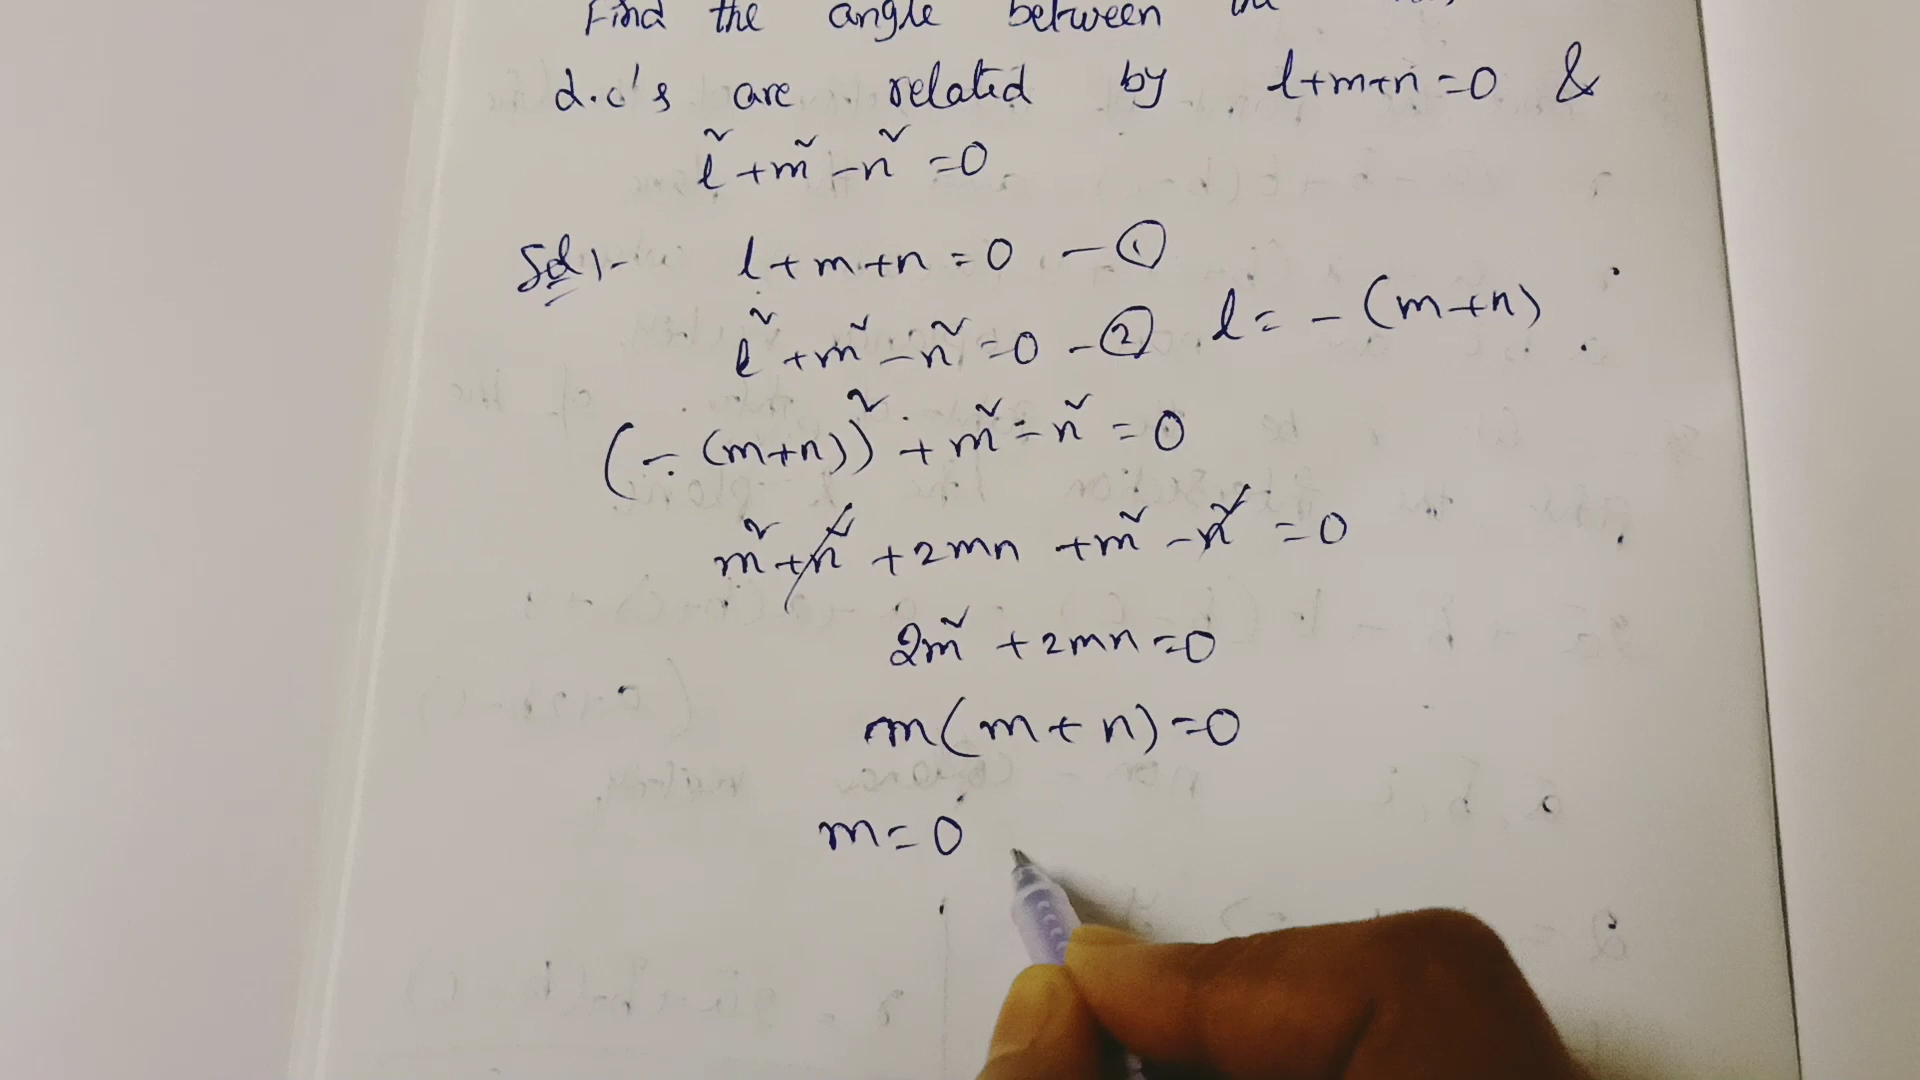 Find the angle between the
d.c's are related by l+m+n=0 &
l²+m²-n²=0
Sol:- l+m+n=0 -①
l²+m²-n²=0 -② l=-(m+n)
(-(m+n))²+m²-n²=0
m²+n²+2mn+m²-n²=0
2m²+2mn=0
m(m+n)=0
m=0